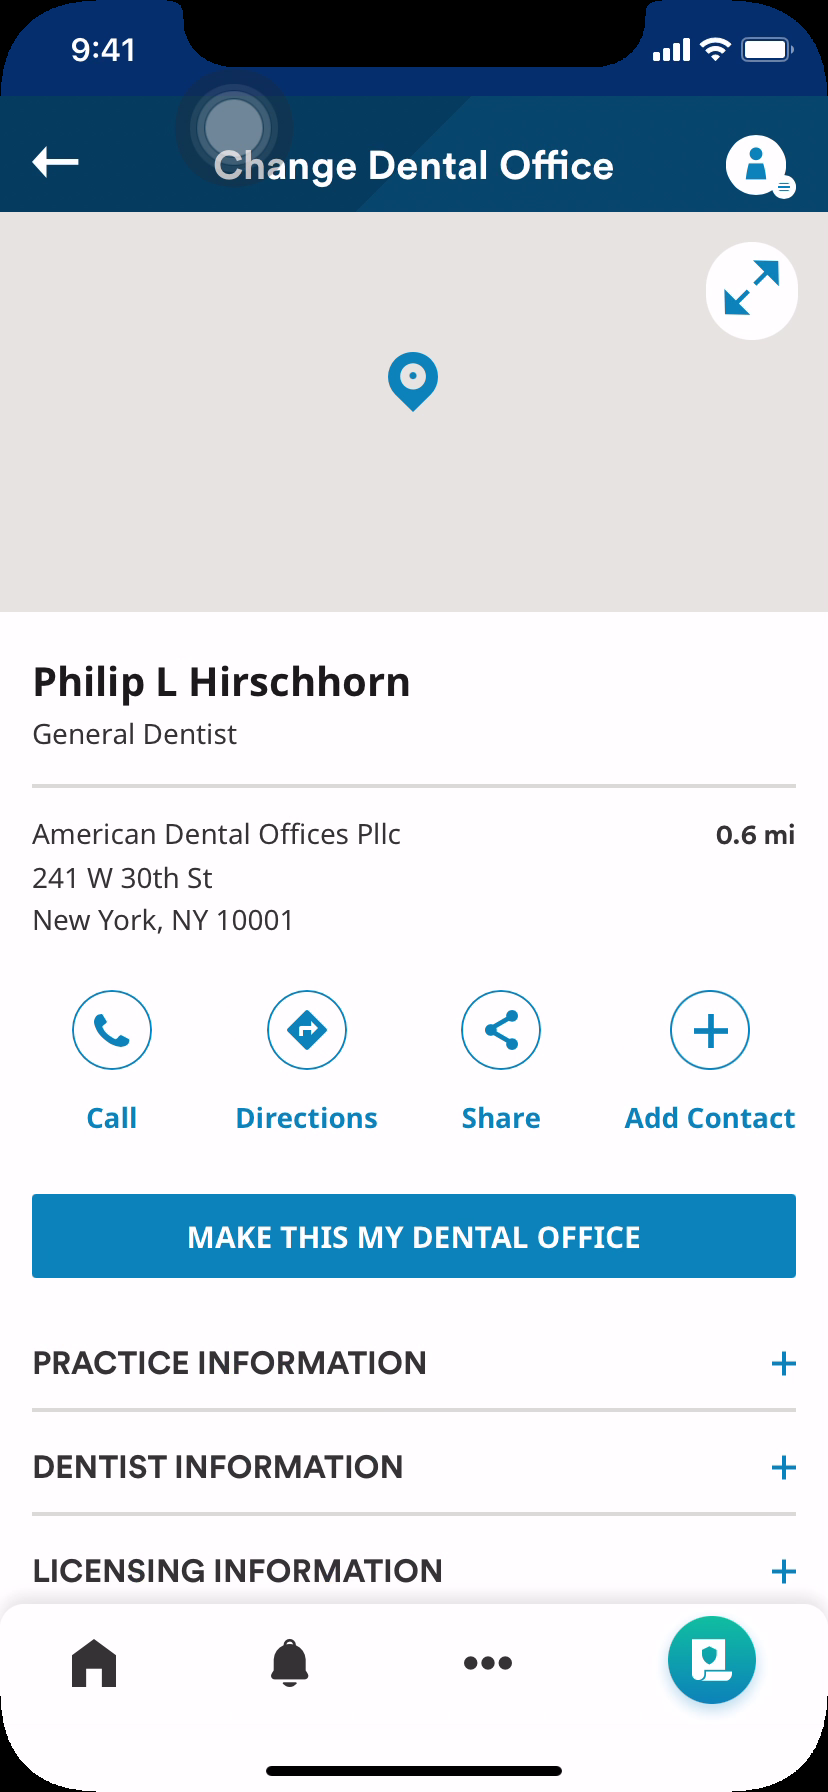 9:41
Change Dental Office
Philip L Hirschhorn
General Dentist
American Dental Offices Pllc
0.6 mi
241 W 30th St
New York, NY 10001
Call
Directions
Share
Add Contact
MAKE THIS MY DENTAL OFFICE
PRACTICE INFORMATION
DENTIST INFORMATION
LICENSING INFORMATION